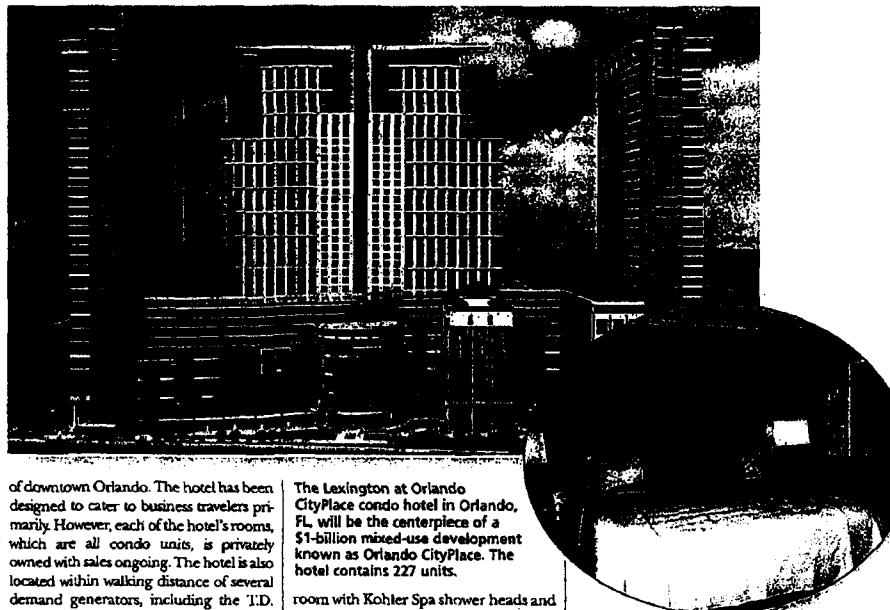 of downtown Orlando. The hotel has been
designed to cater to business travelers pri-
marily. However, each of the hotel's rooms,
which are all condo units, is privately
owned with sales ongoing. The hotel is also
located within walking distance of several
demand generators, including the T.D.
The Lexington at Orlando
CityPlace condo hotel in Orlando,
FL, will be the centerpiece of a
$1-billion mixed-use development
known as Orlando CityPlace. The
hotel contains 227 units.
room with Kohler Spa shower heads and